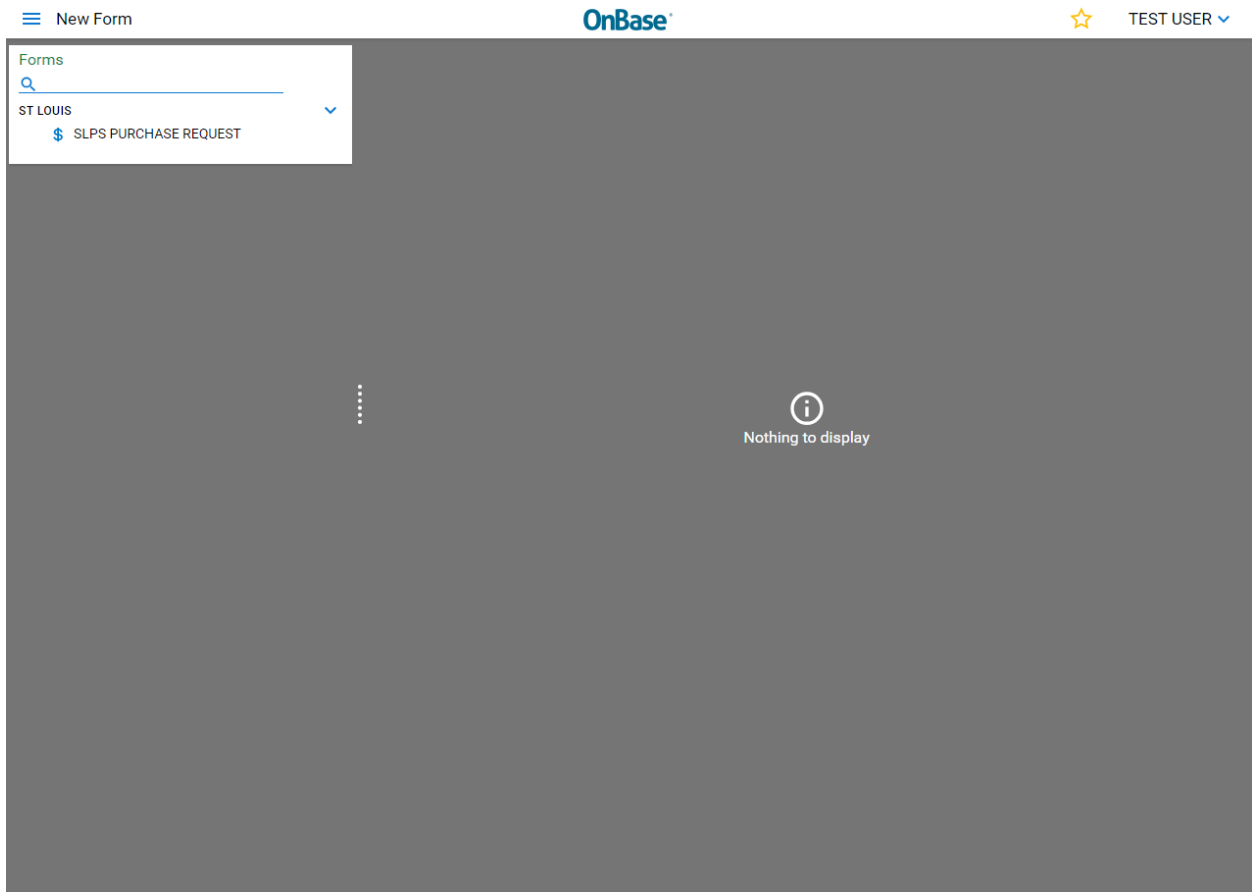 New Form
OnBase
TEST USER
Forms
ST LOUIS
$ SLPS PURCHASE REQUEST
Nothing to display